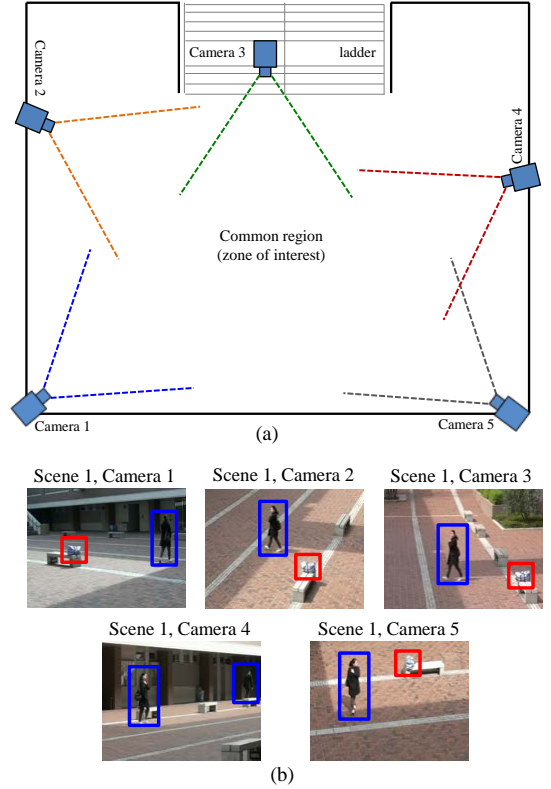 Camera 3
ladder
Camera 2
Camera 4
Common region
(zone of interest)
Camera 1
Camera 5
(a)
Scene 1, Camera 1
Scene 1, Camera 2
Scene 1, Camera 3
Scene 1, Camera 4
Scene 1, Camera 5
(b)